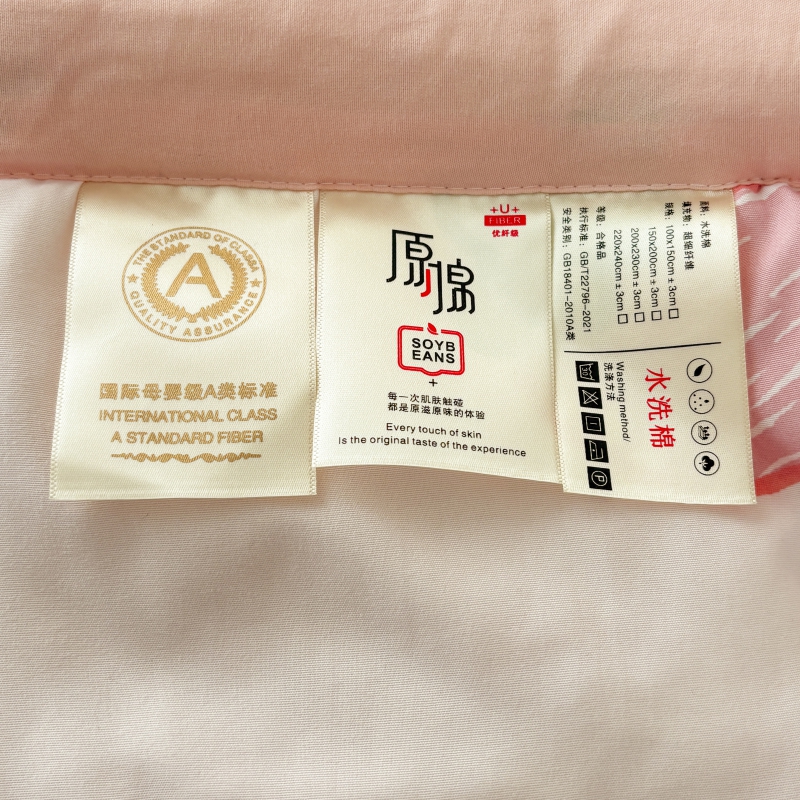 THE STANDARD OF CLASSA
A
QUALITY ASSURANCE
国际母婴级A类标准
INTERNATIONAL CLASS
A STANDARD FIBER
+U+
FIBER
优纤级
原棉
SOYB
EANS
+
每一次肌肤触碰
都是原滋原味的体验
Every touch of skin
Is the original taste of the experience
面料：水洗棉
填充物：超细纤维
规格：100x150cm±3cm□
150x200cm±3cm□
200x230cm±3cm□
220x240cm±3cm□
等级：合格品
执行标准：GB/T22796-2021
安全类别：GB18401-2010A类
水洗棉
Washing method/
洗涤方法
P